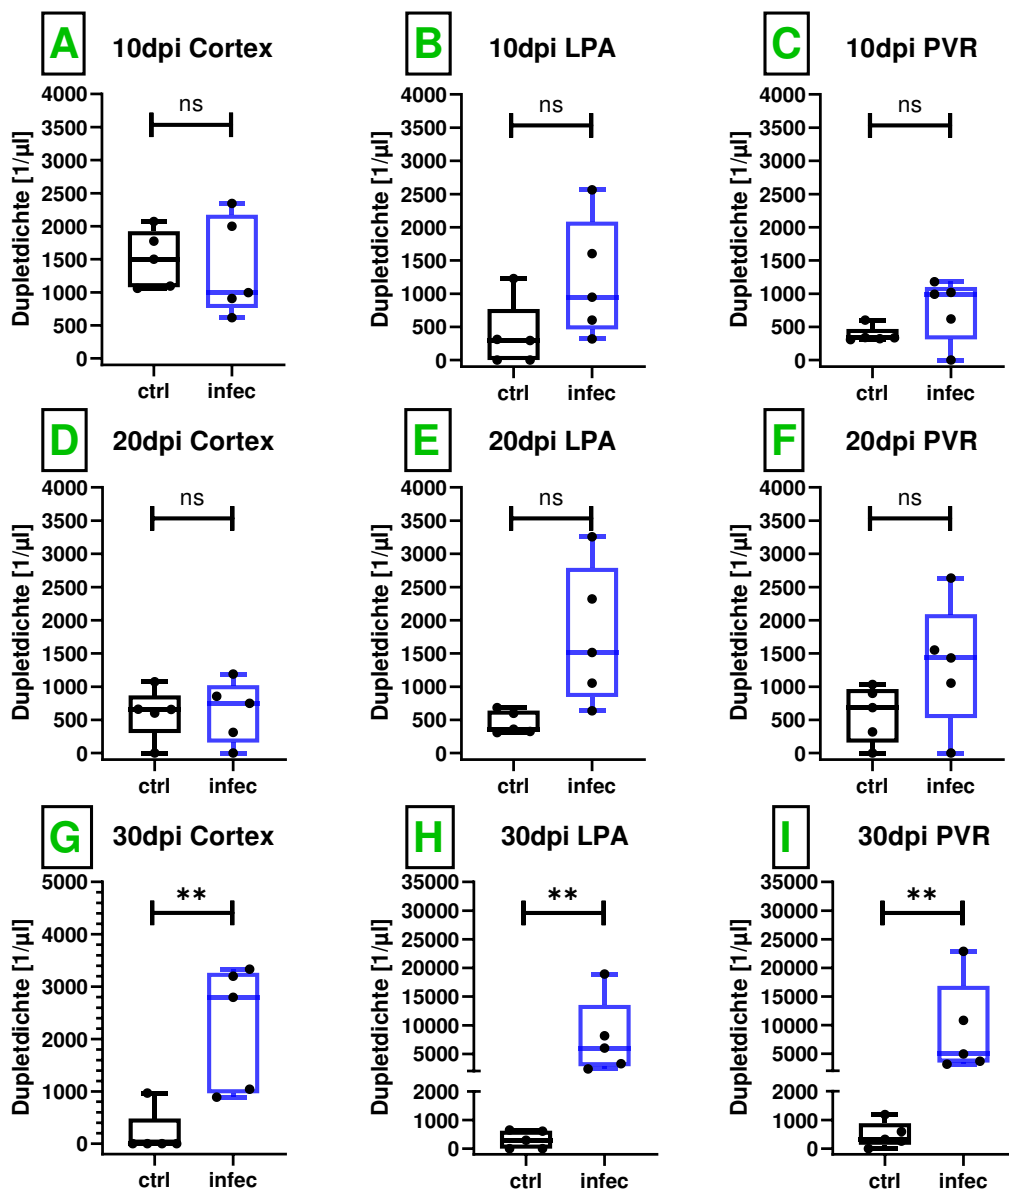 A 10dpi Cortex
ns
Dupletdichte [1/µl]
4000
3500
3000
2500
2000
1500
1000
500
0
ctrl infec
B 10dpi LPA
ns
Dupletdichte [1/µl]
4000
3500
3000
2500
2000
1500
1000
500
0
ctrl infec
C 10dpi PVR
ns
Dupletdichte [1/µl]
4000
3500
3000
2500
2000
1500
1000
500
0
ctrl infec
D 20dpi Cortex
ns
Dupletdichte [1/µl]
4000
3500
3000
2500
2000
1500
1000
500
0
ctrl infec
E 20dpi LPA
ns
Dupletdichte [1/µl]
4000
3500
3000
2500
2000
1500
1000
500
0
ctrl infec
F 20dpi PVR
ns
Dupletdichte [1/µl]
4000
3500
3000
2500
2000
1500
1000
500
0
ctrl infec
G 30dpi Cortex
**
Dupletdichte [1/µl]
5000
4000
3000
2000
1000
0
ctrl infec
H 30dpi LPA
**
Dupletdichte [1/µl]
35000
30000
25000
20000
15000
10000
5000
2000
1000
0
ctrl infec
I 30dpi PVR
**
Dupletdichte [1/µl]
35000
30000
25000
20000
15000
10000
5000
2000
1000
0
ctrl infec